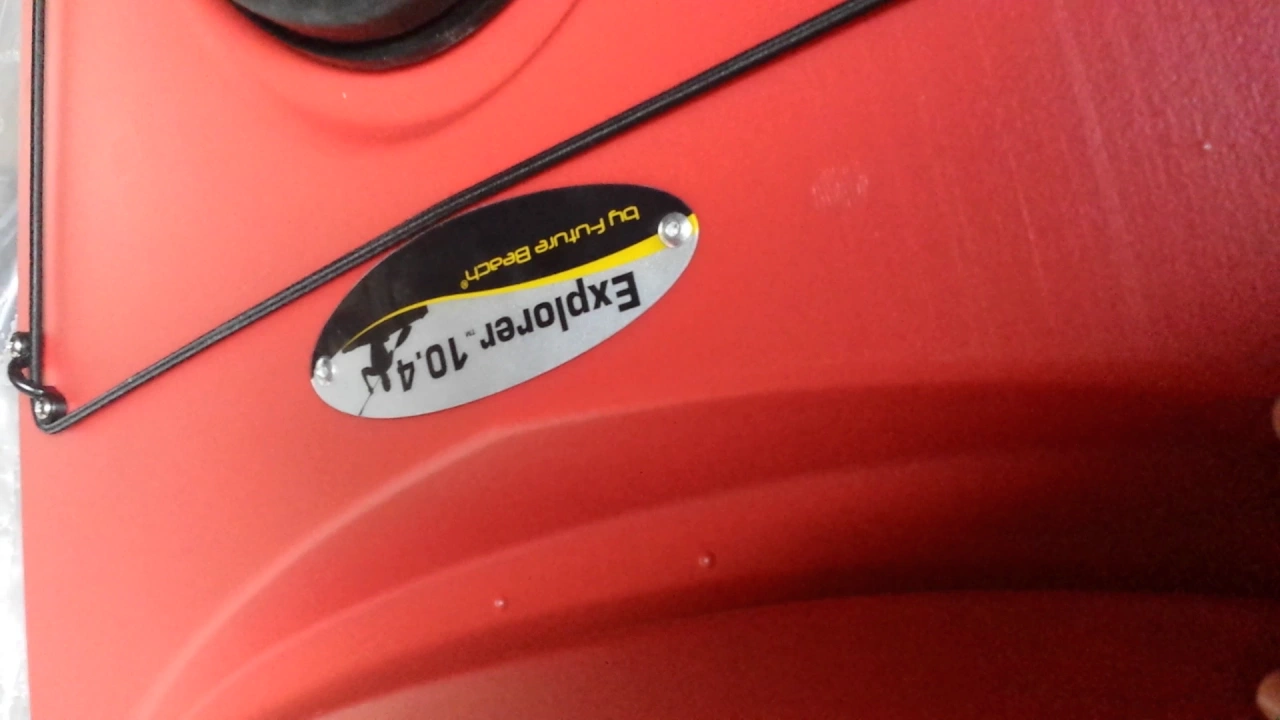 Explorer™ 10.4
by Future Beach®